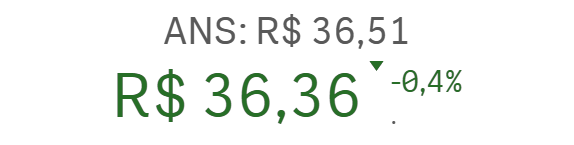 ANS: R$ 36,51
R$ 36,36 -0,4%
.